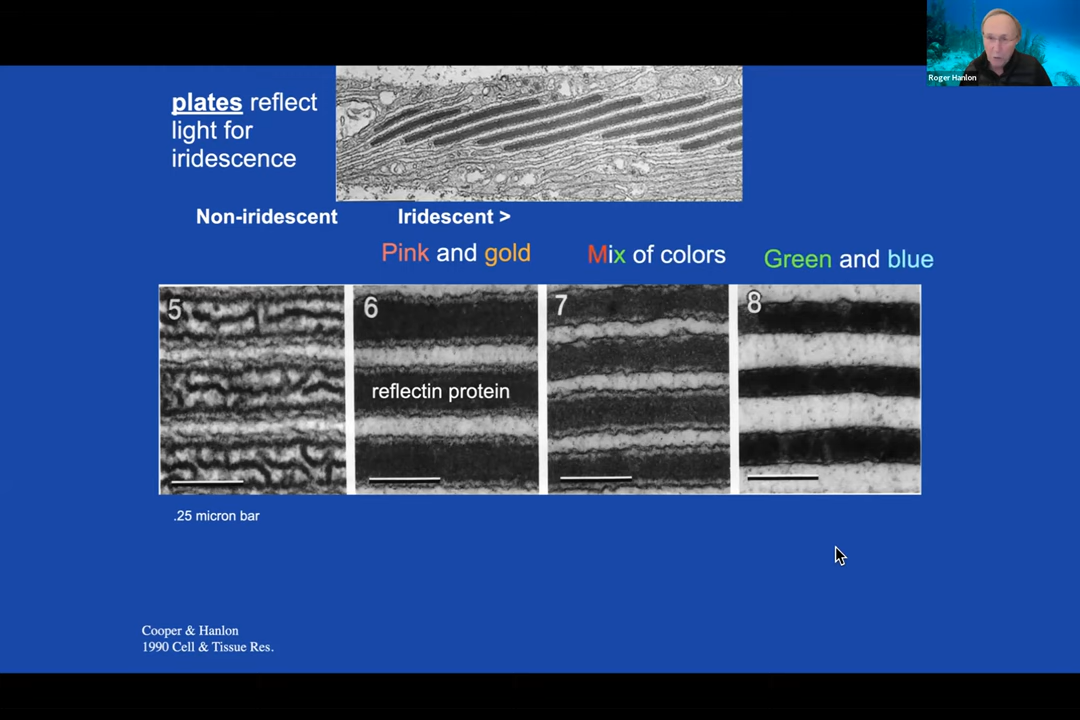 Roger Hanlon
plates reflect
light for
iridescence
Non-iridescent
Iridescent >
Pink and gold
Mix of colors
Green and blue
5
6
7
8
reflectin protein
.25 micron bar
Cooper & Hanlon
1990 Cell & Tissue Res.